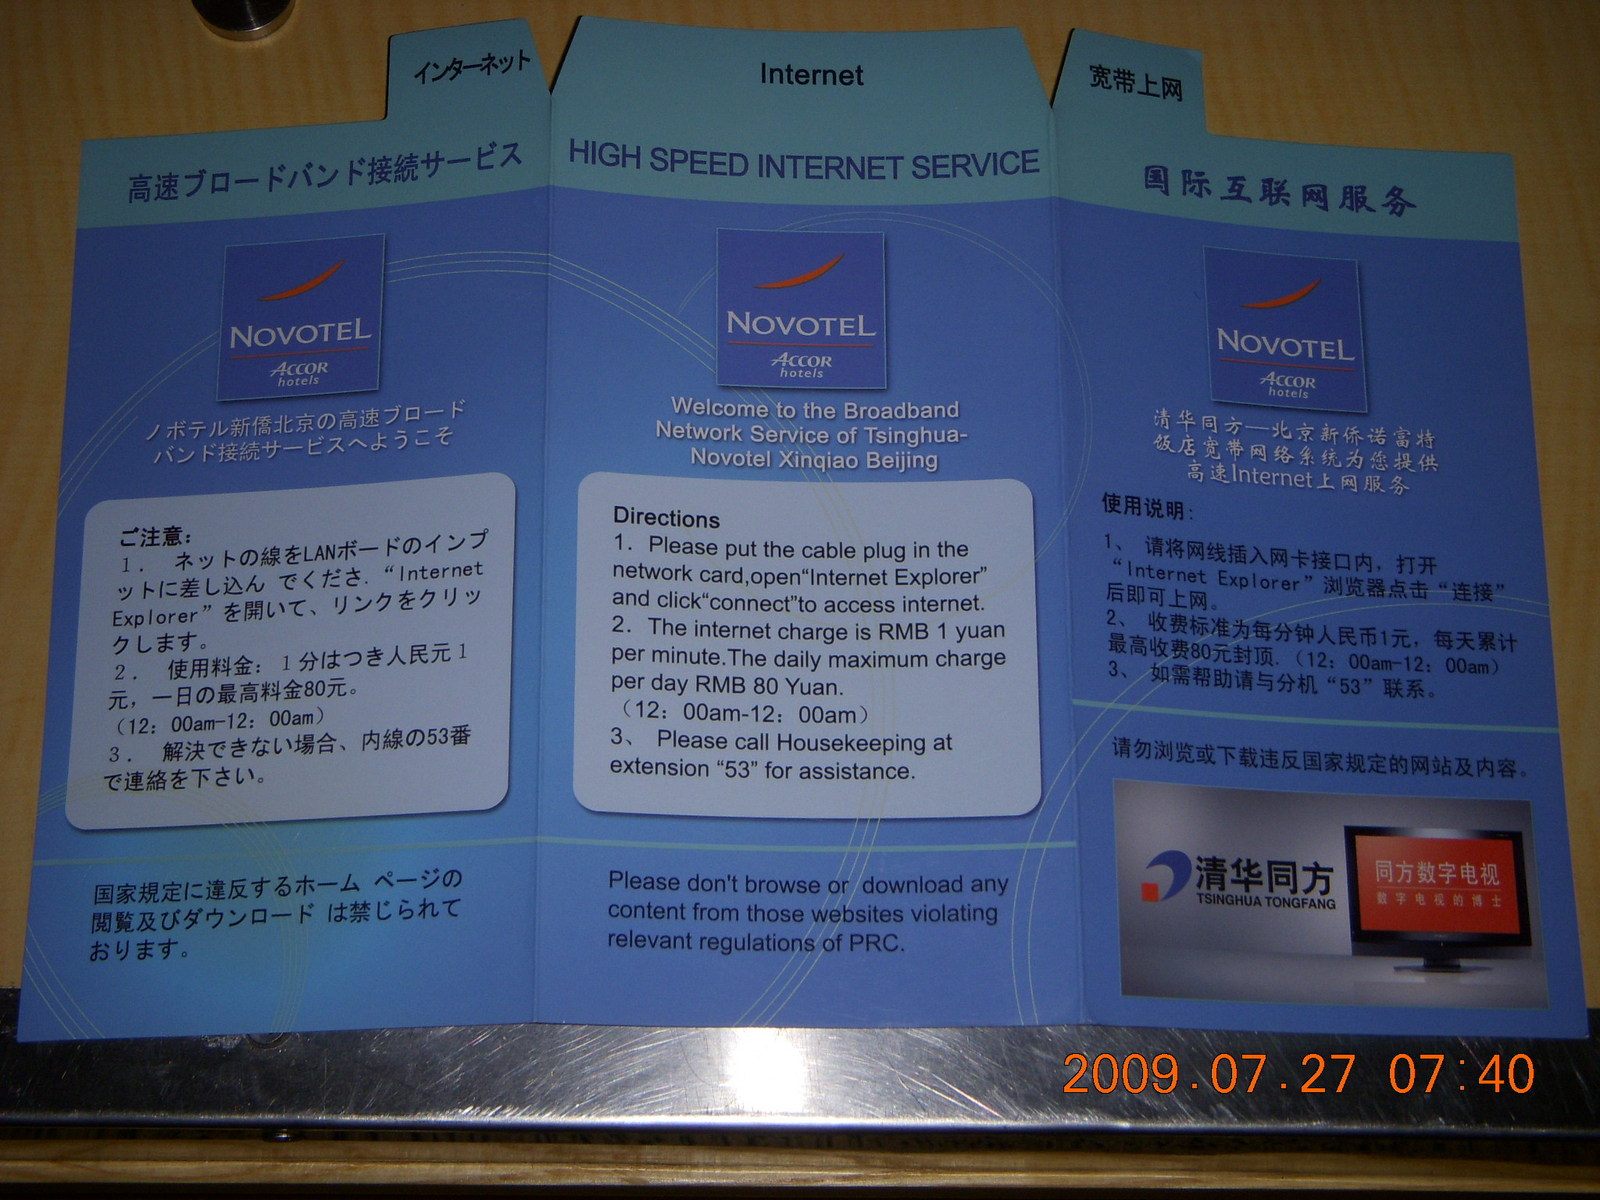 インターネット
高速ブロードバンド接続サービス
NOVOTEL
ACCOR
hotels
ノボテル新僑北京の高速ブロード
バンド接続サービスへようこそ
ご注意:
1. ネットの線をLANボードのインプ
ットに差し込ん でくださ.“Internet
Explorer”を開いて、リンクをクリッ
クします。
2. 使用料金: 1分はつき人民元1
元, 一日の最高料金80元。
（12: 00am-12: 00am）
3. 解決できない場合、内線の53番
で連絡を下さい。
国家規定に違反するホーム ページの
閲覧及びダウンロード は禁じられて
おります。
Internet
HIGH SPEED INTERNET SERVICE
NOVOTEL
ACCOR
hotels
Welcome to the Broadband
Network Service of Tsinghua-
Novotel Xinqiao Beijing
Directions
1. Please put the cable plug in the
network card,open“Internet Explorer”
and click“connect”to access internet.
2. The internet charge is RMB 1 yuan
per minute.The daily maximum charge
per day RMB 80 Yuan.
（12: 00am-12: 00am）
3、 Please call Housekeeping at
extension “53” for assistance.
Please don't browse or download any
content from those websites violating
relevant regulations of PRC.
宽带上网
国际互联网服务
NOVOTEL
ACCOR
hotels
清华同方—北京新侨诺富特
饭店宽带网络系统为您提供
高速Internet上网服务
使用说明:
1、 请将网线插入网卡接口内, 打开
“Internet Explorer”浏览器点击“连接”
后即可上网。
2、 收费标准为每分钟人民币1元, 每天累计
最高收费80元封顶.（12: 00am-12: 00am）
3、 如需帮助请与分机“53”联系。
请勿浏览或下载违反国家规定的网站及内容。
清华同方
TSINGHUA TONGFANG
同方数字电视
数字电视的博士
2009.07.27 07:40